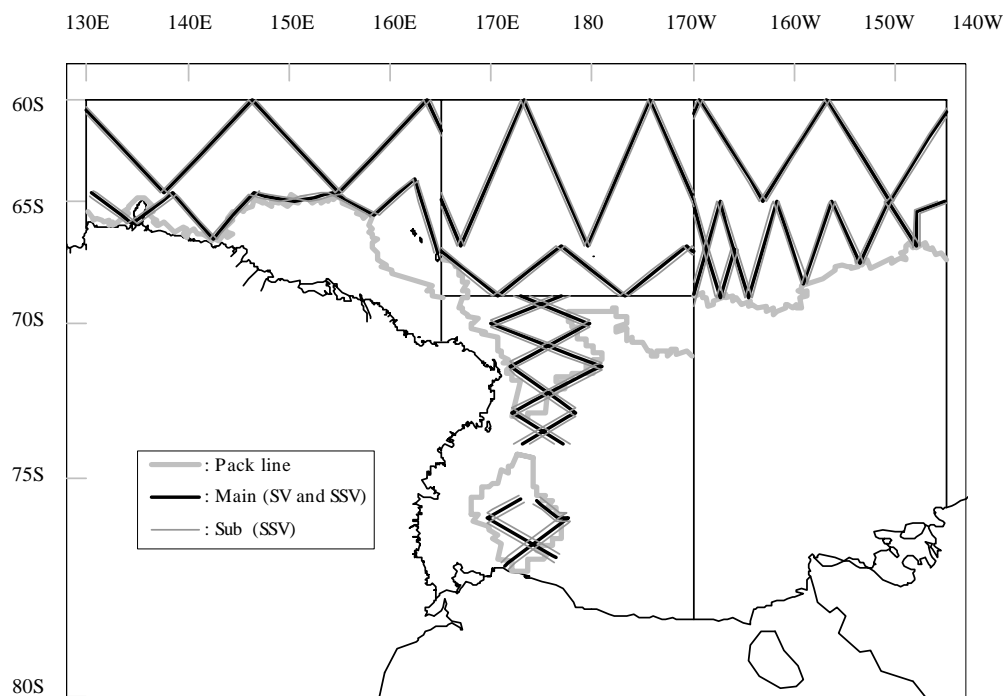 130E 140E 150E 160E 170E 180 170W 160W 150W 140W
60S
65S
70S
75S
80S
: Pack line
: Main (SV and SSV)
: Sub (SSV)